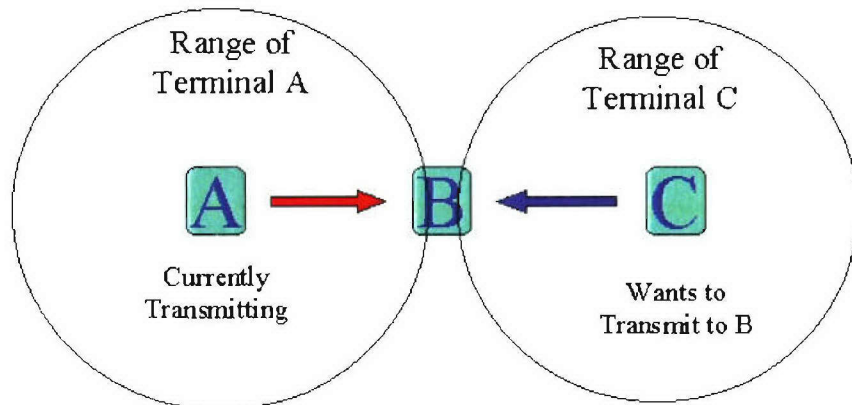 Range of
Terminal A
Range of
Terminal C
A
B
C
Currently
Transmitting
Wants to
Transmit to B